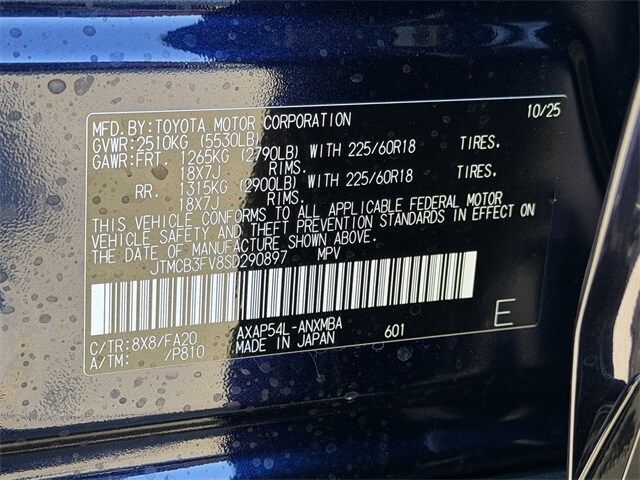 MFD.BY:TOYOTA MOTOR CORPORATION 10/25
GVWR:2510KG (5530LB)
GAWR:FRT. 1265KG (2790LB) WITH 225/60R18 TIRES.
18X7J RIMS.
RR. 1315KG (2900LB) WITH 225/60R18 TIRES.
18X7J RIMS.
THIS VEHICLE CONFORMS TO ALL APPLICABLE FEDERAL MOTOR
VEHICLE SAFETY AND THEFT PREVENTION STANDARDS IN EFFECT ON
THE DATE OF MANUFACTURE SHOWN ABOVE.
JTMCB3FV8SD290897 MPV
C/TR:8X8/FA20 AXAP54L-ANXMBA 601
A/TM: /P810 MADE IN JAPAN E